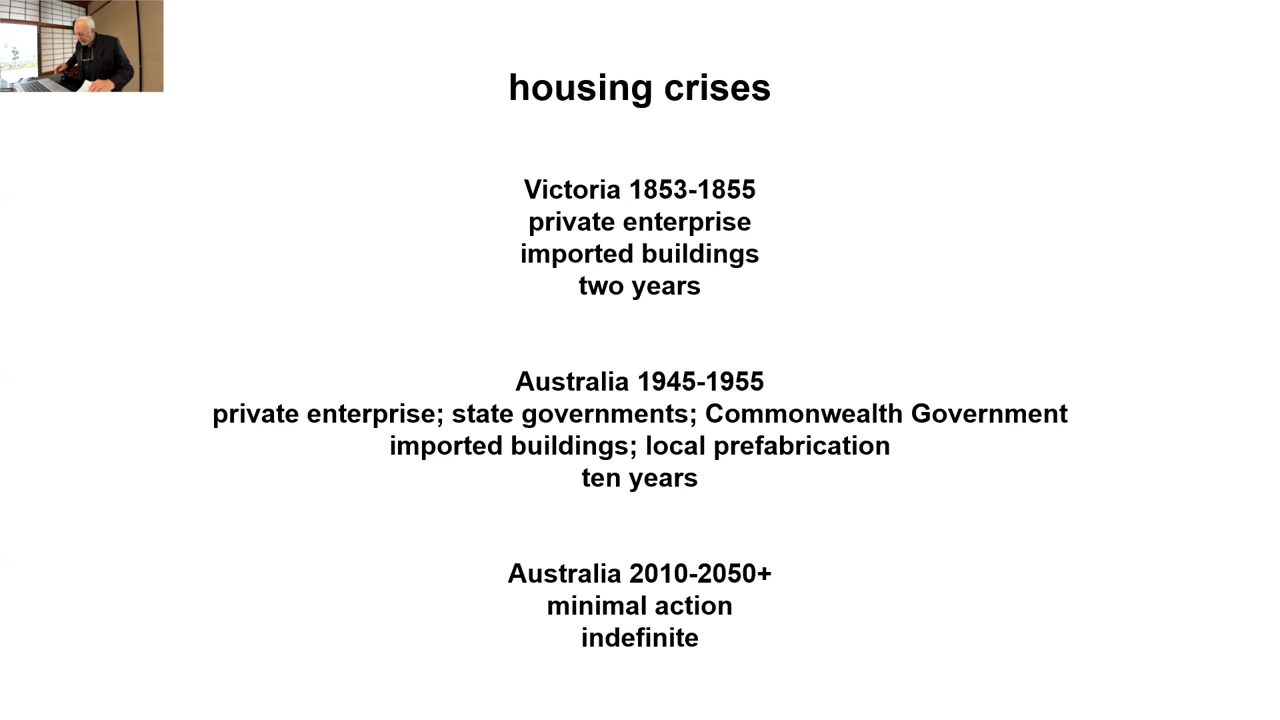 housing crises
Victoria 1853-1855
private enterprise
imported buildings
two years
Australia 1945-1955
private enterprise; state governments; Commonwealth Government
imported buildings; local prefabrication
ten years
Australia 2010-2050+
minimal action
indefinite